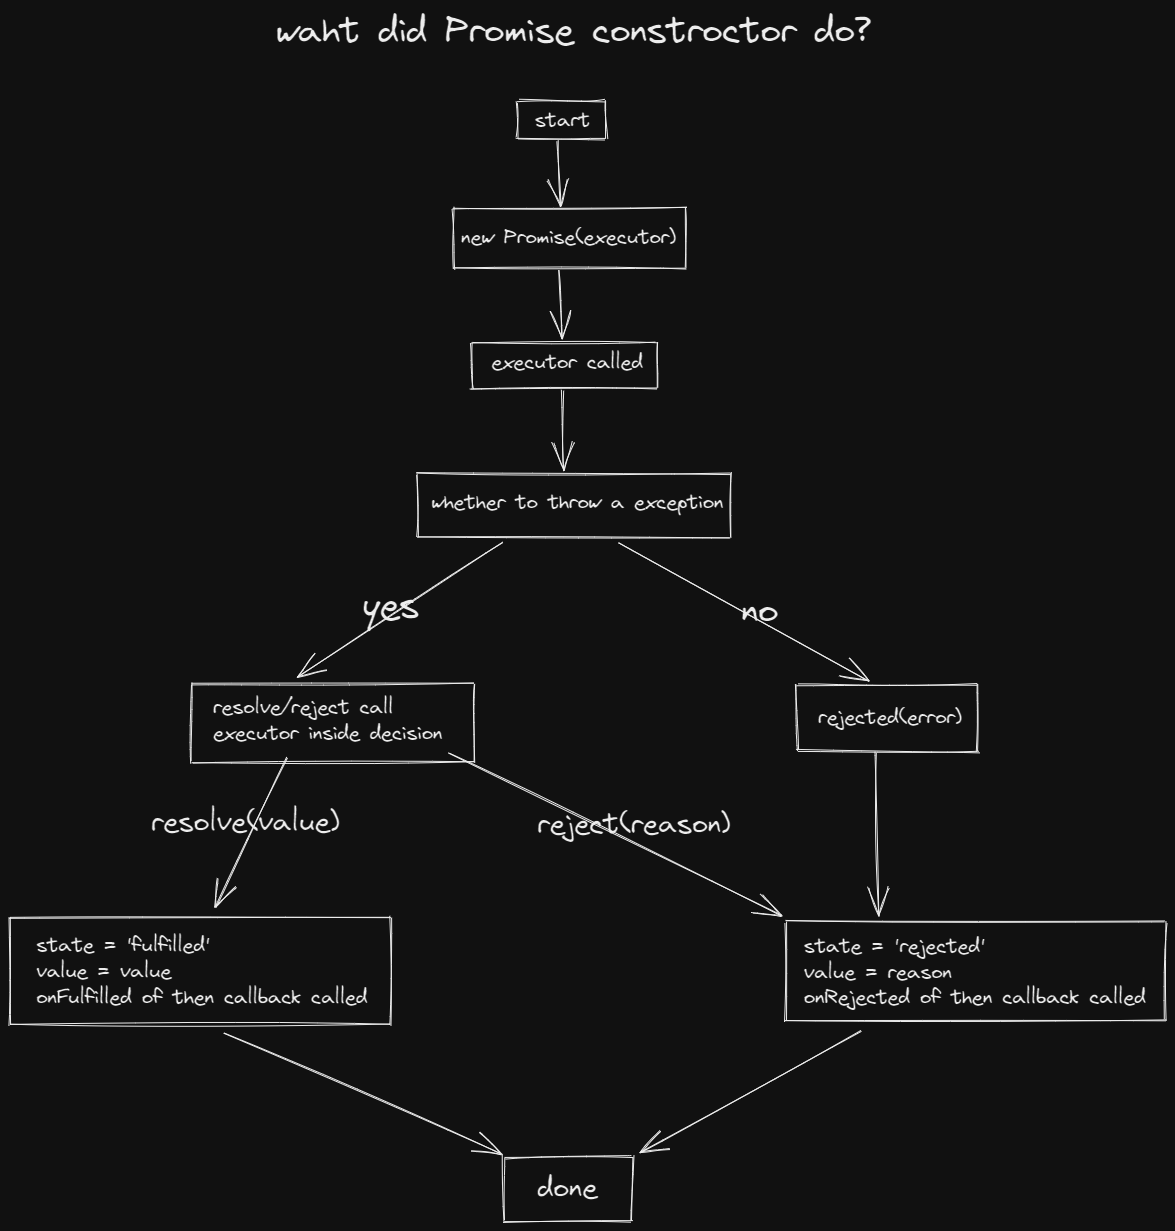 waht did Promise constroctor do?
start
new Promise(executor)
executor called
whether to throw a exception
yes
no
resolve/reject call
executor inside decision
rejected(error)
resolve(value)
reject(reason)
state = 'fulfilled'
value = value
onFulfilled of then callback called
state = 'rejected'
value = reason
onRejected of then callback called
done